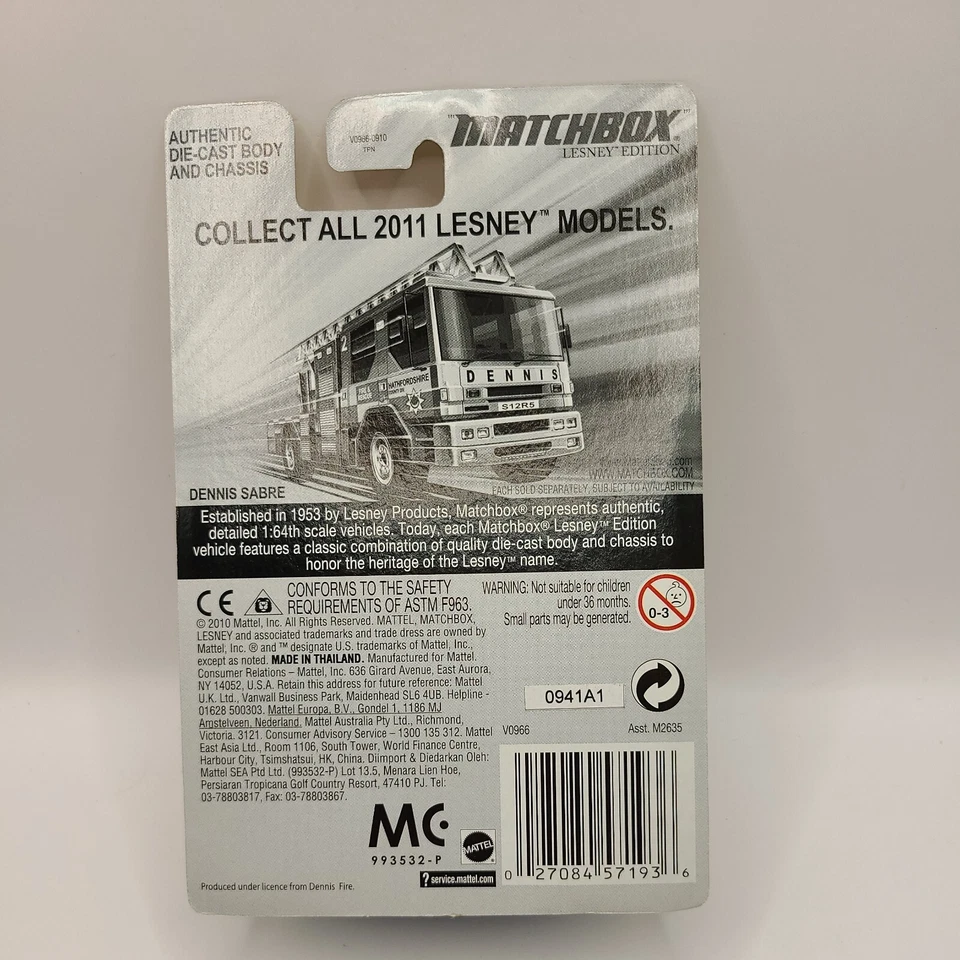 AUTHENTIC
DIE-CAST BODY
AND CHASSIS
V0966-0910
TPN
"MATCHBOX"®
LESNEY™ EDITION
COLLECT ALL 2011 LESNEY™ MODELS.
2
HATHFORDSHIRE
DENNIS
S12R5
WWW.MATCHBOX.COM
EACH SOLD SEPARATELY, SUBJECT TO AVAILABILITY
DENNIS SABRE
Established in 1953 by Lesney Products, Matchbox® represents authentic,
detailed 1:64th scale vehicles. Today, each Matchbox® Lesney™ Edition
vehicle features a classic combination of quality die-cast body and chassis to
honor the heritage of the Lesney™ name.
CE
CONFORMS TO THE SAFETY
REQUIREMENTS OF ASTM F963.
WARNING: Not suitable for children
under 36 months.
Small parts may be generated.
0-3
© 2010 Mattel, Inc. All Rights Reserved. MATTEL, MATCHBOX,
LESNEY and associated trademarks and trade dress are owned by
Mattel, Inc. ® and ™ designate U.S. trademarks of Mattel, Inc.,
except as noted. MADE IN THAILAND. Manufactured for Mattel.
Consumer Relations – Mattel, Inc. 636 Girard Avenue, East Aurora,
NY 14052, U.S.A. Retain this address for future reference: Mattel
U.K. Ltd., Vanwall Business Park, Maidenhead SL6 4UB. Helpline -
01628 500303. Mattel Europa, B.V., Gondel 1, 1186 MJ
Amstelveen, Nederland. Mattel Australia Pty Ltd., Richmond,
Victoria. 3121. Consumer Advisory Service – 1300 135 312. Mattel
East Asia Ltd., Room 1106, South Tower, World Finance Centre,
Harbour City, Tsimshatsui, HK, China. Diimport & Diedarkan Oleh:
Mattel SEA Ptd Ltd. (993532-P) Lot 13.5, Menara Lien Hoe,
Persiaran Tropicana Golf Country Resort, 47410 PJ. Tel:
03-78803817, Fax: 03-78803867.
0941A1
V0966
Asst. M2635
MC
993532-P
MATTEL
? service.mattel.com
0 27084 57193 6
Produced under licence from Dennis Fire.